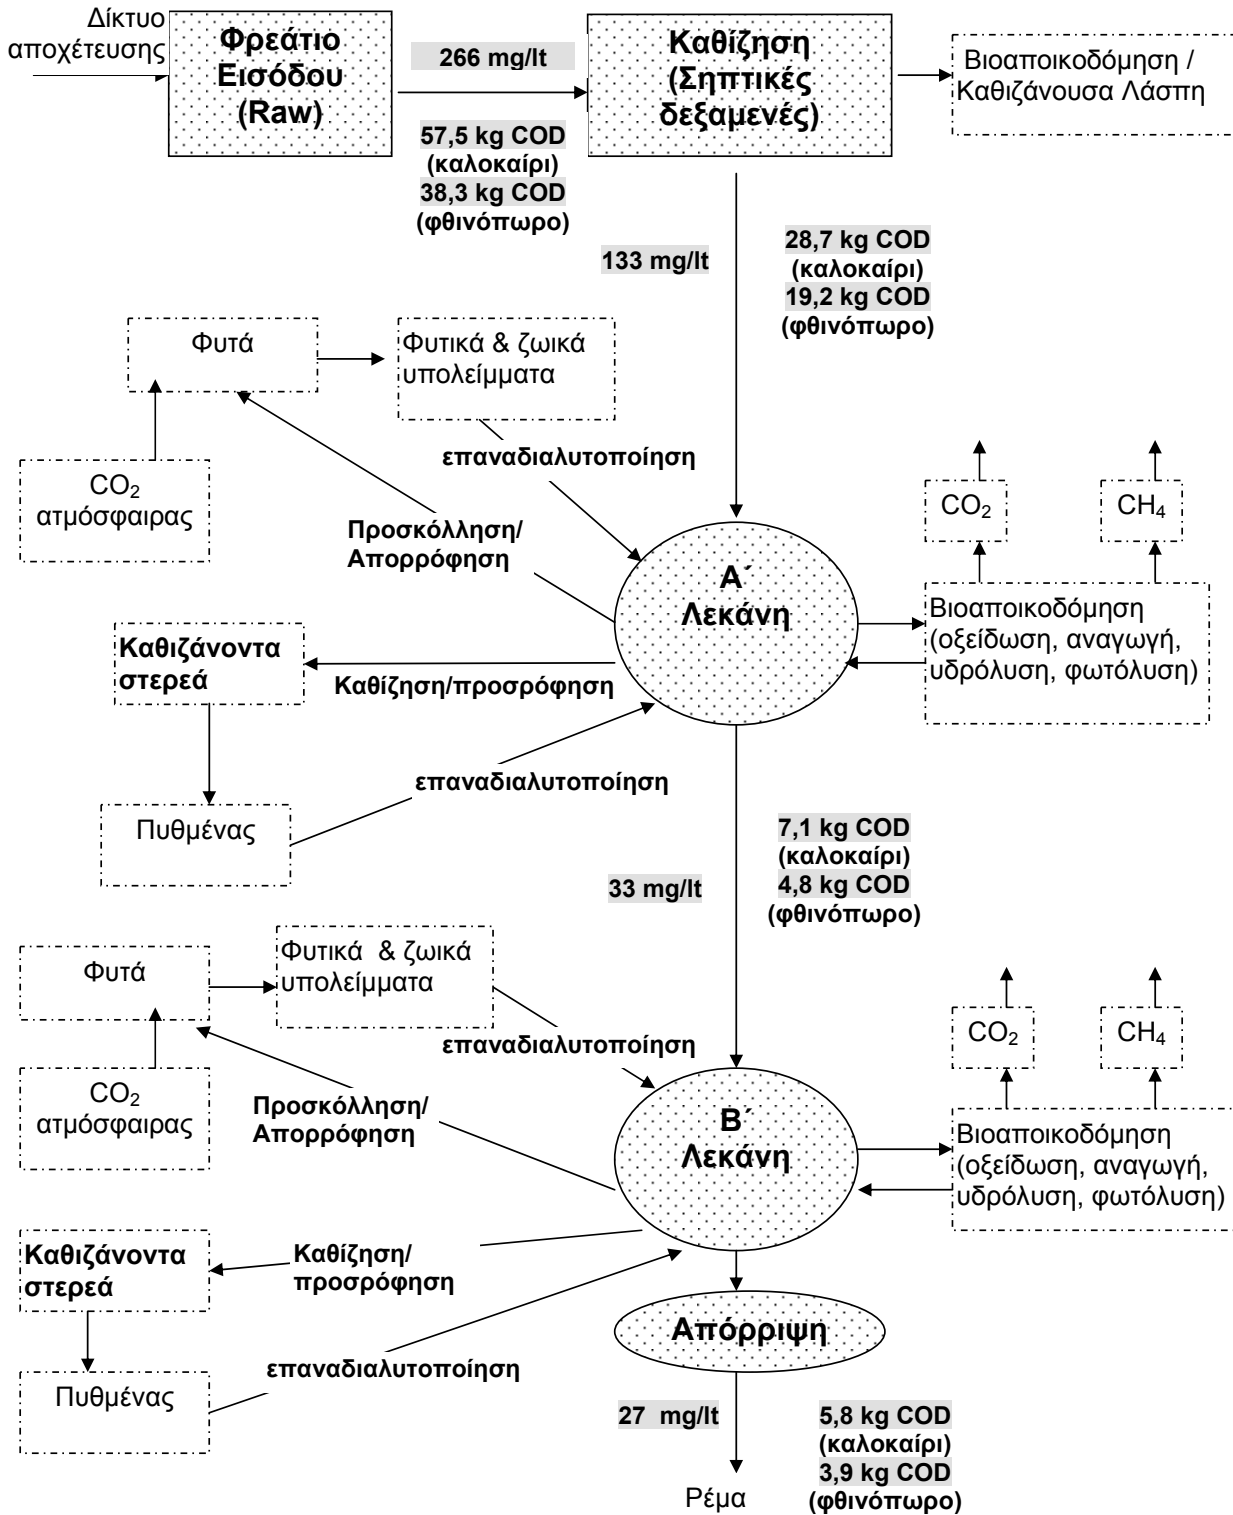 Δίκτυο
αποχέτευσης
Φρεάτιο
Εισόδου
(Raw)
266 mg/lt
57,5 kg COD
(καλοκαίρι)
38,3 kg COD
(φθινόπωρο)
Καθίζηση
(Σηπτικές
δεξαμενές)
Βιοαποικοδόμηση /
Καθιζάνουσα Λάσπη
133 mg/lt
28,7 kg COD
(καλοκαίρι)
19,2 kg COD
(φθινόπωρο)
Φυτά
Φυτικά & ζωικά
υπολείμματα
επαναδιαλυτοποίηση
CO₂
ατμόσφαιρας
Προσκόλληση/
Απορρόφηση
Α΄
Λεκάνη
CO₂
CH₄
Βιοαποικοδόμηση
(οξείδωση, αναγωγή,
υδρόλυση, φωτόλυση)
Καθιζάνοντα
στερεά
Καθίζηση/προσρόφηση
επαναδιαλυτοποίηση
Πυθμένας
33 mg/lt
7,1 kg COD
(καλοκαίρι)
4,8 kg COD
(φθινόπωρο)
Φυτά
Φυτικά & ζωικά
υπολείμματα
επαναδιαλυτοποίηση
CO₂
ατμόσφαιρας
Προσκόλληση/
Απορρόφηση
Β΄
Λεκάνη
CO₂
CH₄
Βιοαποικοδόμηση
(οξείδωση, αναγωγή,
υδρόλυση, φωτόλυση)
Καθιζάνοντα
στερεά
Καθίζηση/
προσρόφηση
επαναδιαλυτοποίηση
Πυθμένας
Απόρριψη
27 mg/lt
5,8 kg COD
(καλοκαίρι)
3,9 kg COD
(φθινόπωρο)
Ρέμα